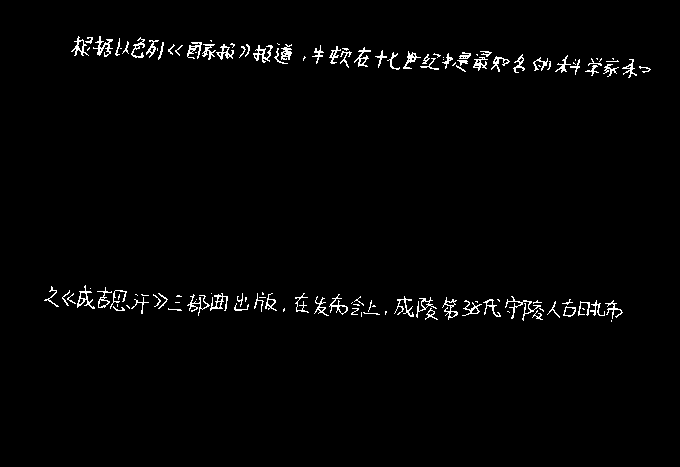 根据以色列《国家报》报道,牛顿在十七世纪中是最知名的科学家和
之《成吉思汗》三部曲出版,在发布会上,成陵第38代守陵人古日扎布